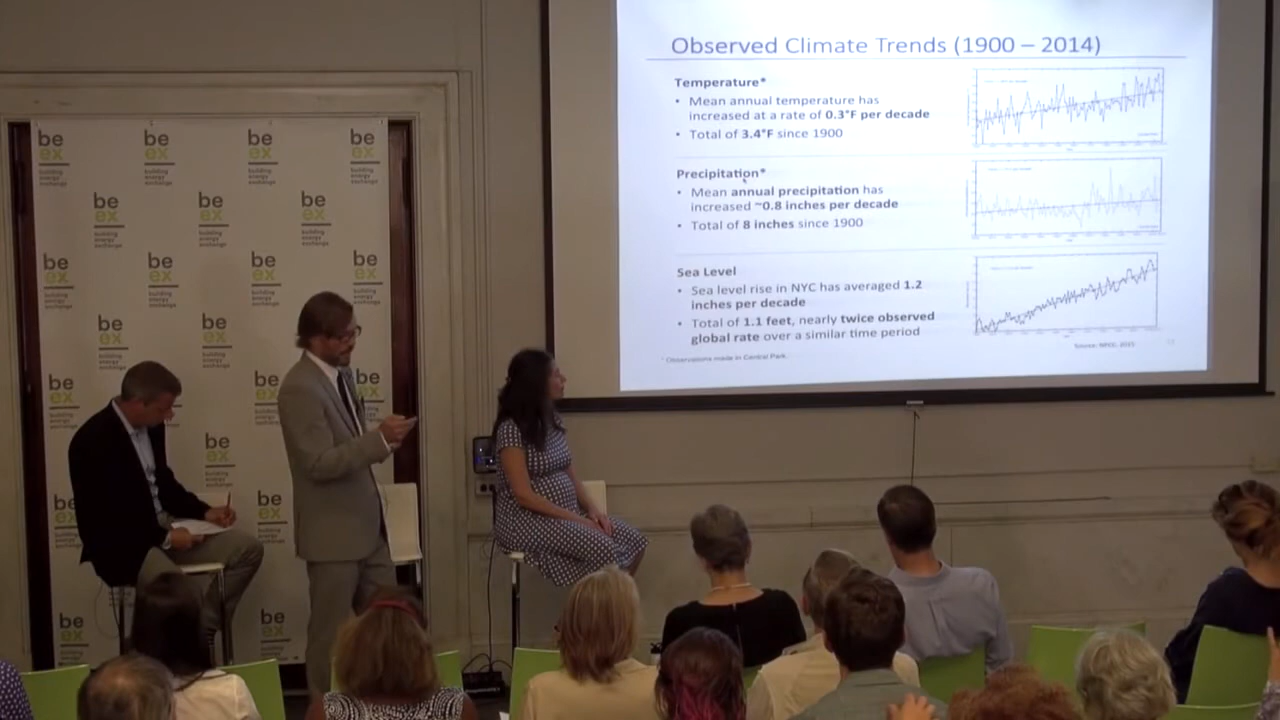 Observed Climate Trends (1900 – 2014)
Temperature*
• Mean annual temperature has
increased at a rate of 0.3°F per decade
• Total of 3.4°F since 1900
Precipitation*
• Mean annual precipitation has
increased ~0.8 inches per decade
• Total of 8 inches since 1900
Sea Level
• Sea level rise in NYC has averaged 1.2
inches per decade
• Total of 1.1 feet, nearly twice observed
global rate over a similar time period
* Observations made in Central Park.
Source: NPCC, 2015
be
ex
building
energy
exchange